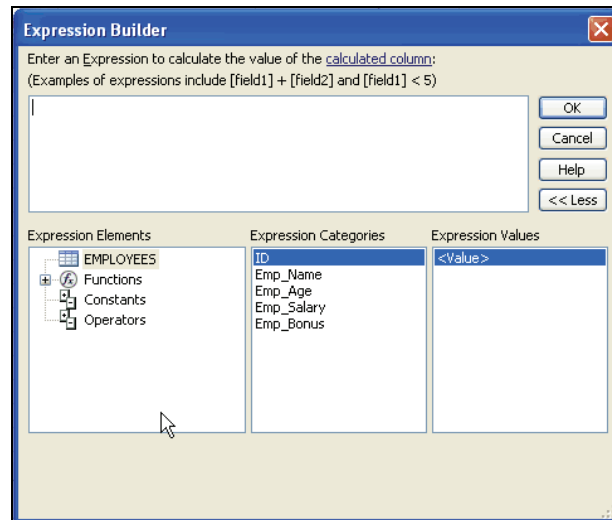 Expression Builder
Enter an Expression to calculate the value of the calculated column:
(Examples of expressions include [field1] + [field2] and [field1] < 5)
OK
Cancel
Help
<< Less
Expression Elements
EMPLOYEES
Functions
Constants
Operators
Expression Categories
ID
Emp_Name
Emp_Age
Emp_Salary
Emp_Bonus
Expression Values
<Value>